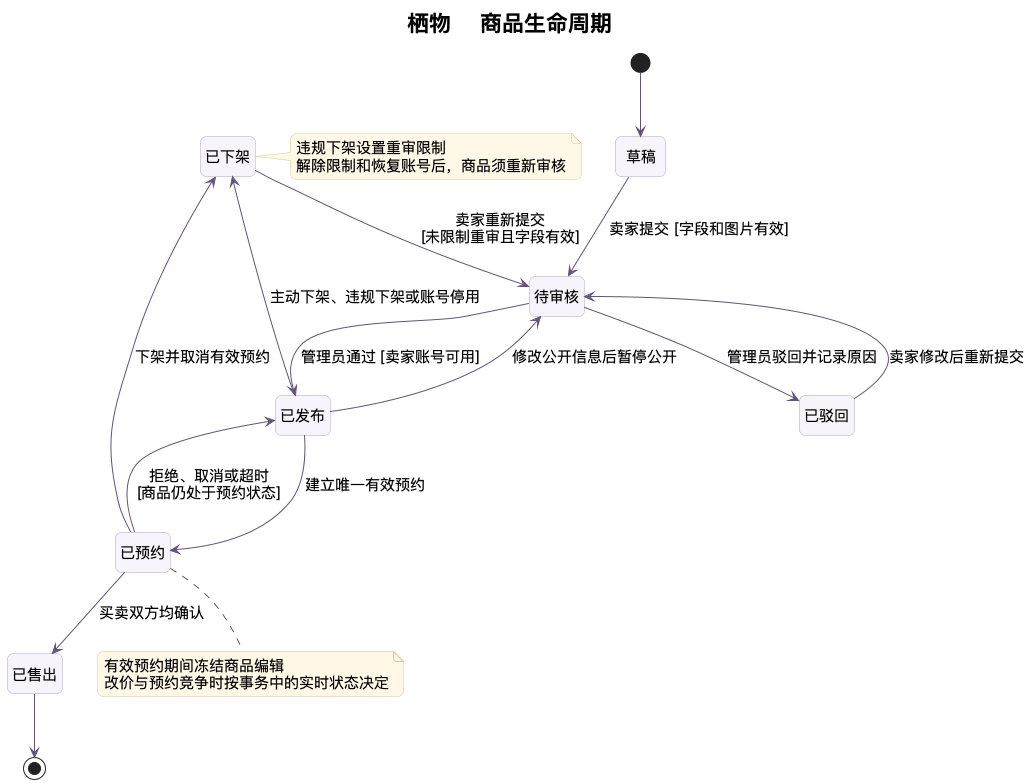 栖物 商品生命周期
已下架
违规下架设置重审限制
解除限制和恢复账号后，商品须重新审核
草稿
卖家重新提交
[未限制重审且字段有效]
卖家提交 [字段和图片有效]
待审核
主动下架、违规下架或账号停用
下架并取消有效预约
管理员通过 [卖家账号可用]
修改公开信息后暂停公开
管理员驳回并记录原因
卖家修改后重新提交
已发布
已驳回
拒绝、取消或超时
[商品仍处于预约状态]
建立唯一有效预约
已预约
买卖双方均确认
已售出
有效预约期间冻结商品编辑
改价与预约竞争时按事务中的实时状态决定